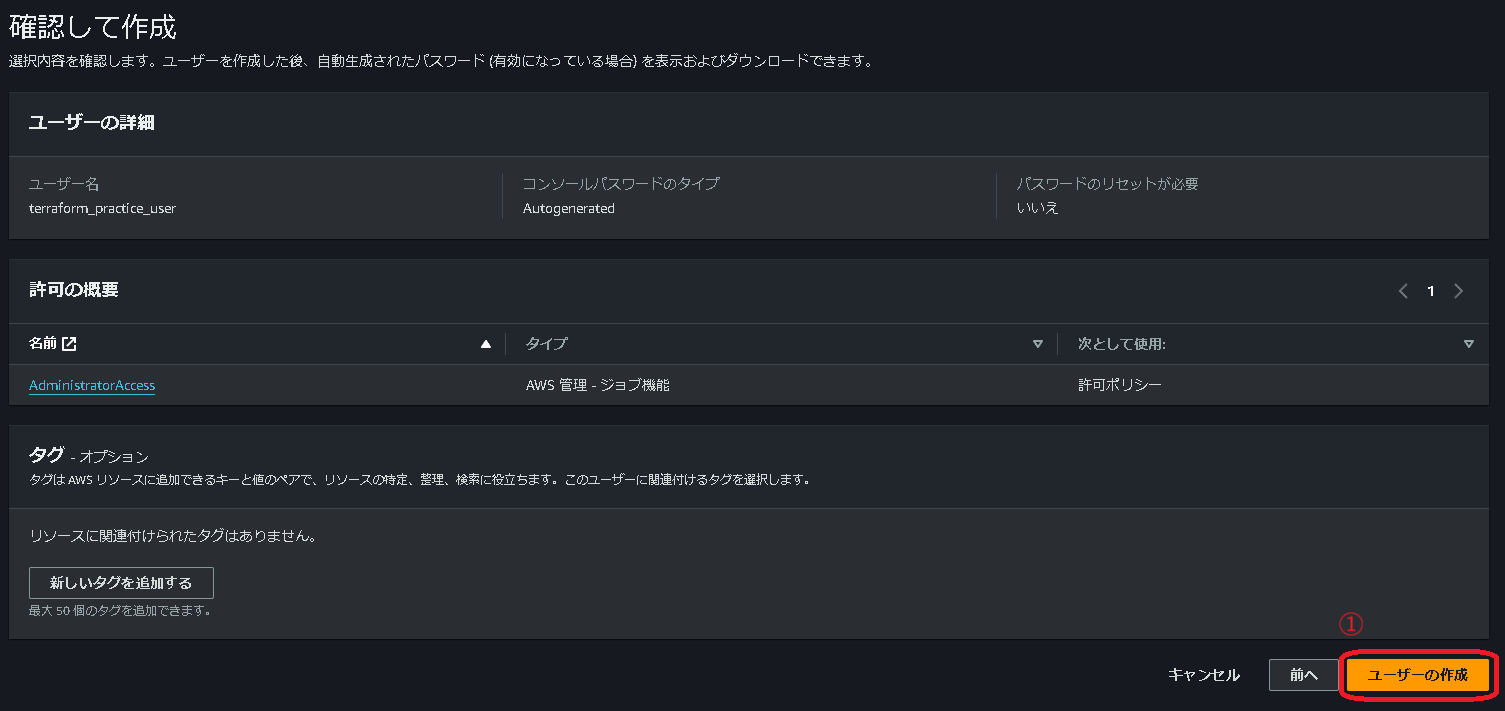 確認して作成
選択内容を確認します。ユーザーを作成した後、自動生成されたパスワード (有効になっている場合) を表示およびダウンロードできます。
ユーザーの詳細
ユーザー名
terraform_practice_user
コンソールパスワードのタイプ
Autogenerated
パスワードのリセットが必要
いいえ
許可の概要
1
名前 タイプ 次として使用:
AdministratorAccess AWS 管理 - ジョブ機能 許可ポリシー
タグ - オプション
タグは AWS リソースに追加できるキーと値のペアで、リソースの特定、整理、検索に役立ちます。このユーザーに関連付けるタグを選択します。
リソースに関連付けられたタグはありません。
新しいタグを追加する
最大 50 個のタグを追加できます。
①
キャンセル 前へ ユーザーの作成